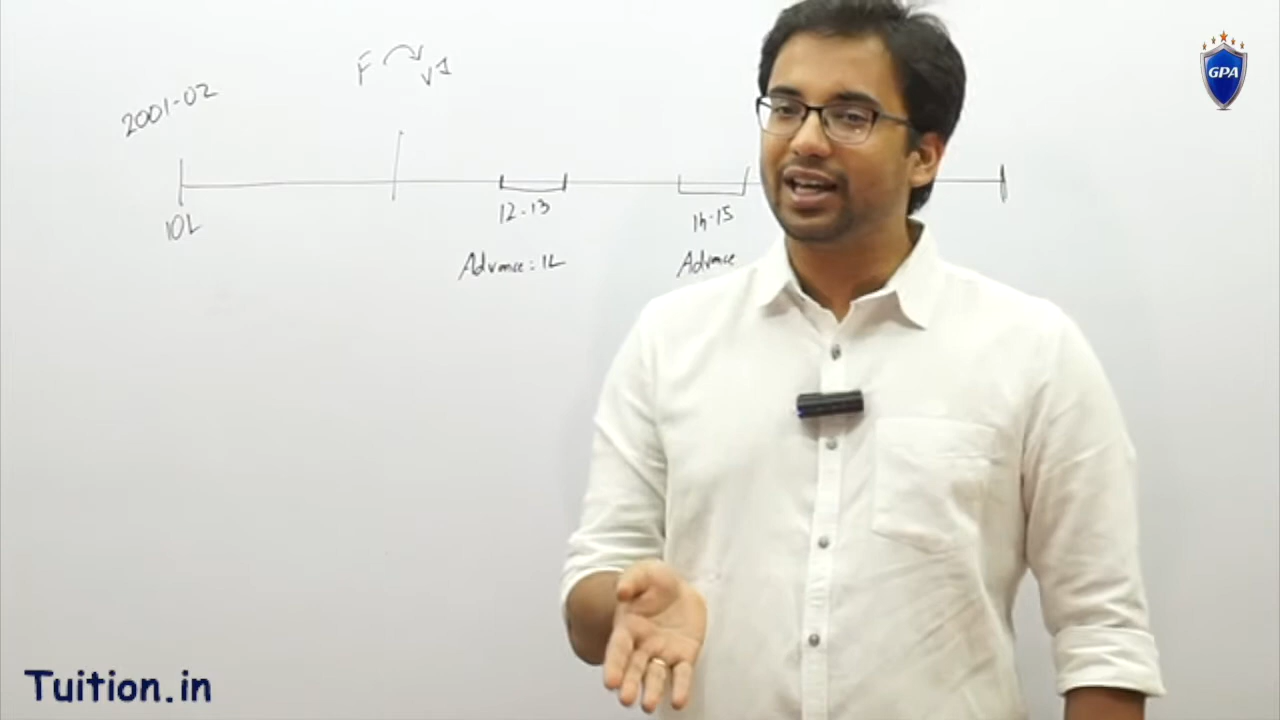 GPA
F
V1
2001-02
10L
12-13
14-15
Advance: 1L
Advance
Tuition.in